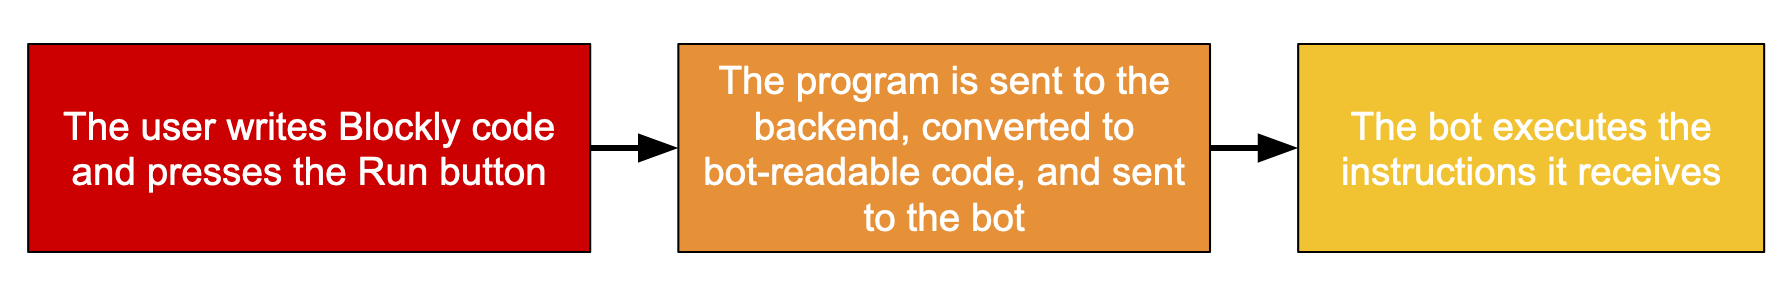 The user writes Blockly code
and presses the Run button
The program is sent to the
backend, converted to
bot-readable code, and sent
to the bot
The bot executes the
instructions it receives